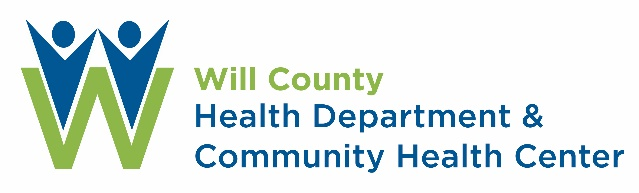 W
Will County
Health Department &
Community Health Center